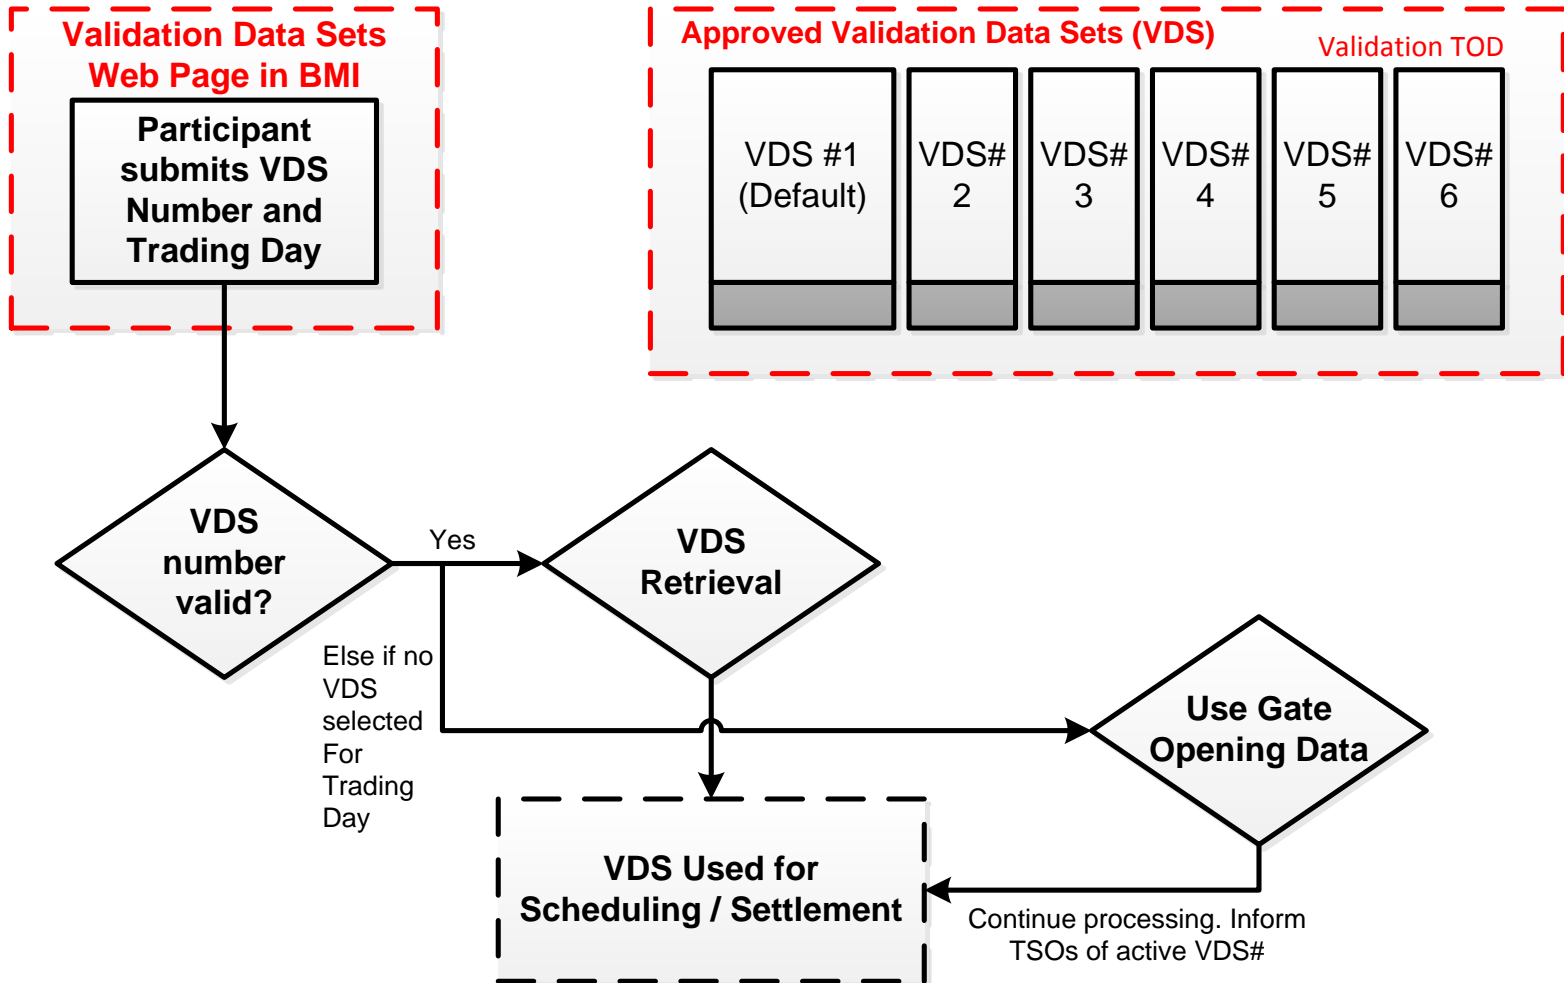 Validation Data Sets
Web Page in BMI
Participant
submits VDS
Number and
Trading Day
Approved Validation Data Sets (VDS)
Validation TOD
VDS #1
(Default)
VDS#
2
VDS#
3
VDS#
4
VDS#
5
VDS#
6
VDS
number
valid?
Yes
VDS
Retrieval
Else if no
VDS
selected
For
Trading
Day
Use Gate
Opening Data
VDS Used for
Scheduling / Settlement
Continue processing. Inform
TSOs of active VDS#